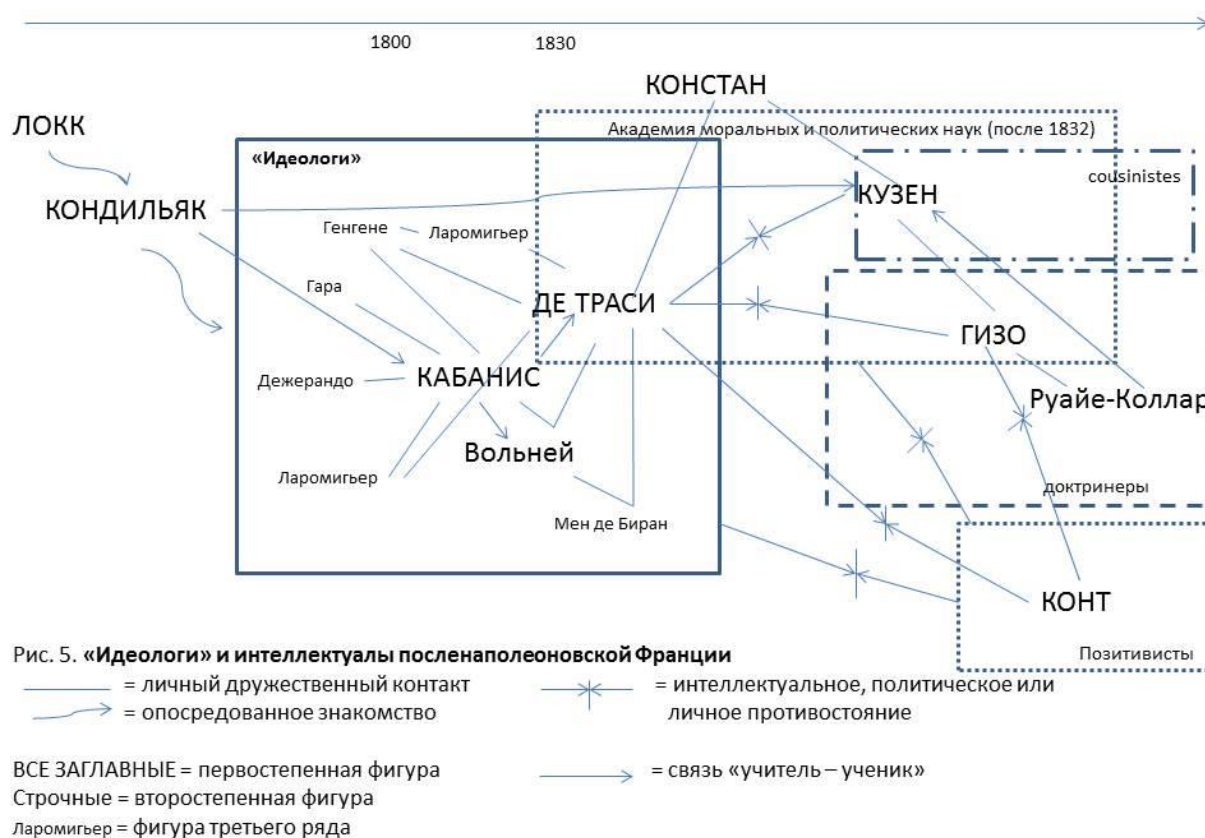 1800
1830
КОНСТАН
ЛОКК
Академия моральных и политических наук (после 1832)
«Идеологи»
cousinistes
КОНДИЛЬЯК
КУЗЕН
Генгене
Ларомигьер
Гара
ДЕ ТРАСИ
ГИЗО
Дежерандо
КАБАНИС
Руайе-Коллар
Вольней
Ларомигьер
доктринеры
Мен де Биран
КОНТ
Позитивисты
Рис. 5. «Идеологи» и интеллектуалы посленаполеоновской Франции
= личный дружественный контакт
= опосредованное знакомство
= интеллектуальное, политическое или
личное противостояние
ВСЕ ЗАГЛАВНЫЕ = первостепенная фигура
Строчные = второстепенная фигура
Ларомигьер = фигура третьего ряда
= связь «учитель – ученик»